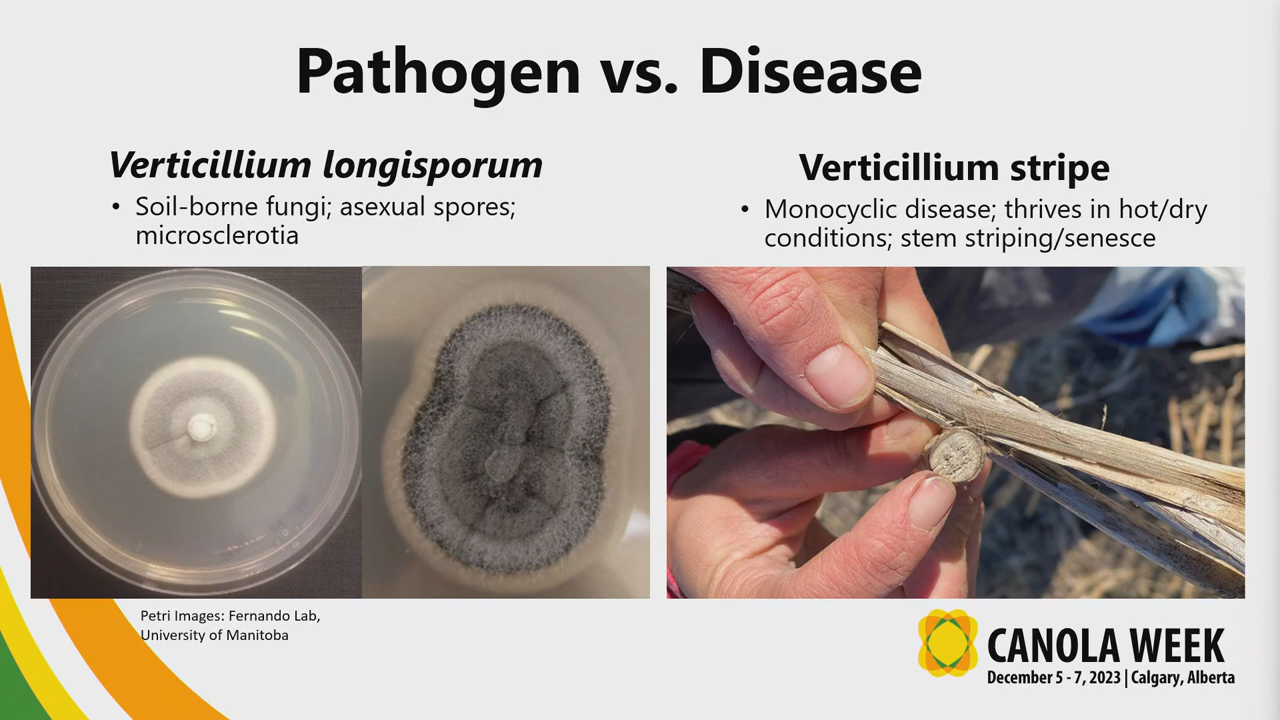 Pathogen vs. Disease
Verticillium longisporum
• Soil-borne fungi; asexual spores;
microsclerotia
Verticillium stripe
• Monocyclic disease; thrives in hot/dry
conditions; stem striping/senesce
Petri Images: Fernando Lab,
University of Manitoba
CANOLA WEEK
December 5 - 7, 2023 | Calgary, Alberta